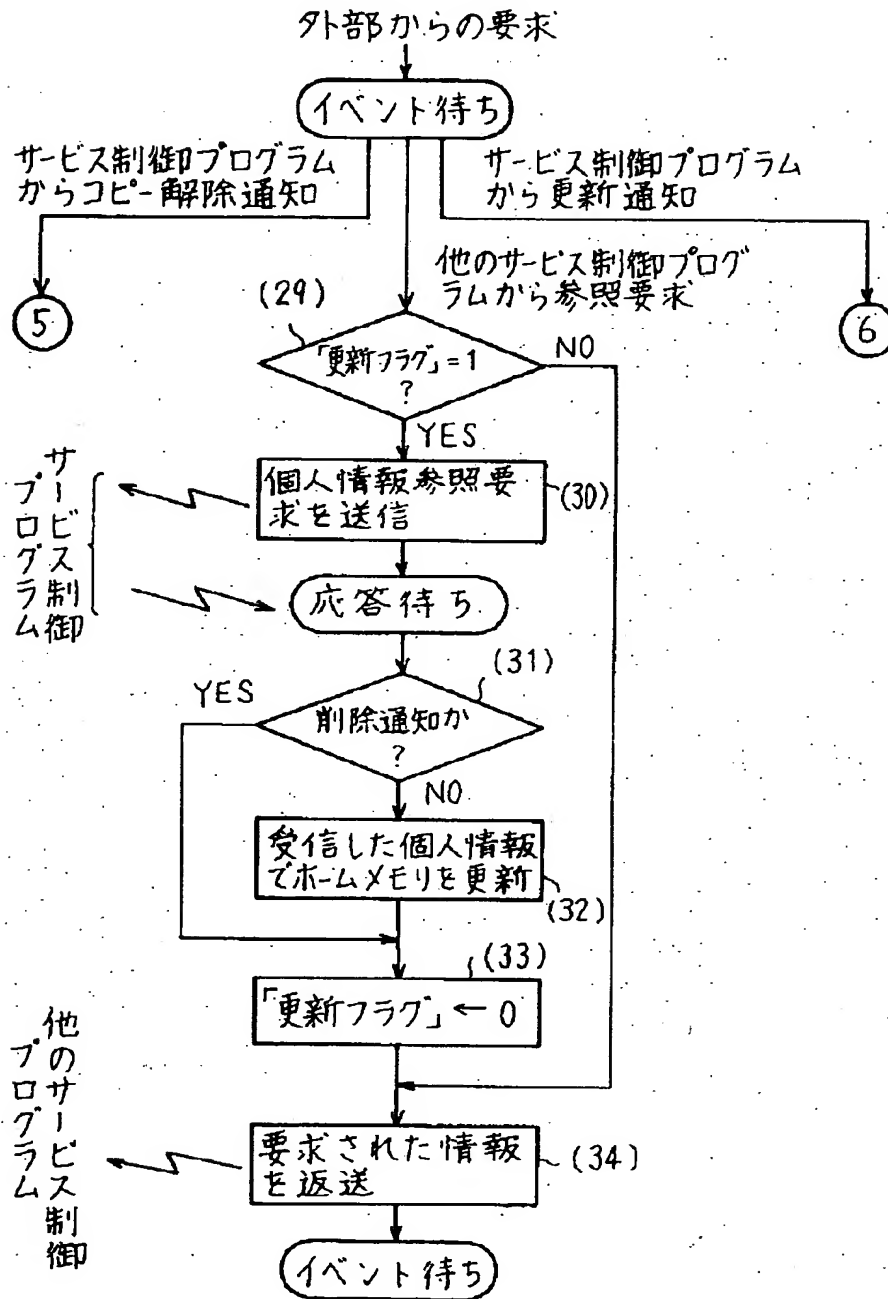 外部からの要求
イベント待ち
サービス制御プログラム
からコピー解除通知
サービス制御プログラム
から更新通知
他のサービス制御プログ
ラムから参照要求
5
6
(29)
「更新フラグ」=1
?
NO
YES
個人情報参照要
求を送信
(30)
サービス制御
プログラム
応答待ち
(31)
YES
削除通知か
?
NO
受信した個人情報
でホームメモリを更新
(32)
(33)
「更新フラグ」← 0
他のサービス制御
プログラム
要求された情報
を返送
(34)
イベント待ち